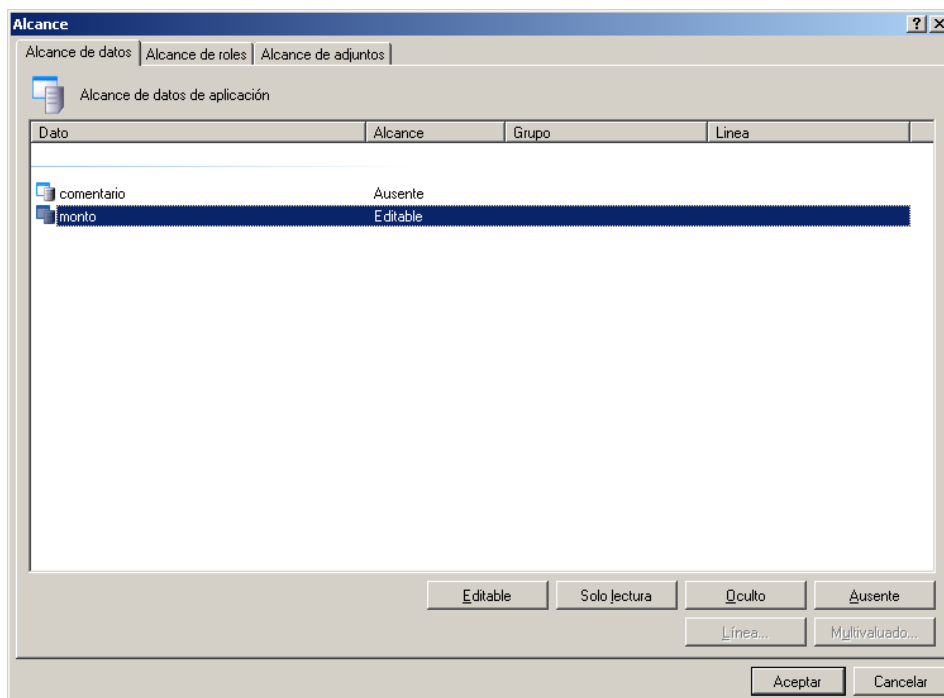 Alcance
Alcance de datos Alcance de roles Alcance de adjuntos
Alcance de datos de aplicación
Dato Alcance Grupo Linea
comentario Ausente
monto Editable
Editable Solo lectura Oculto Ausente
Línea... Multivaluado...
Aceptar Cancelar